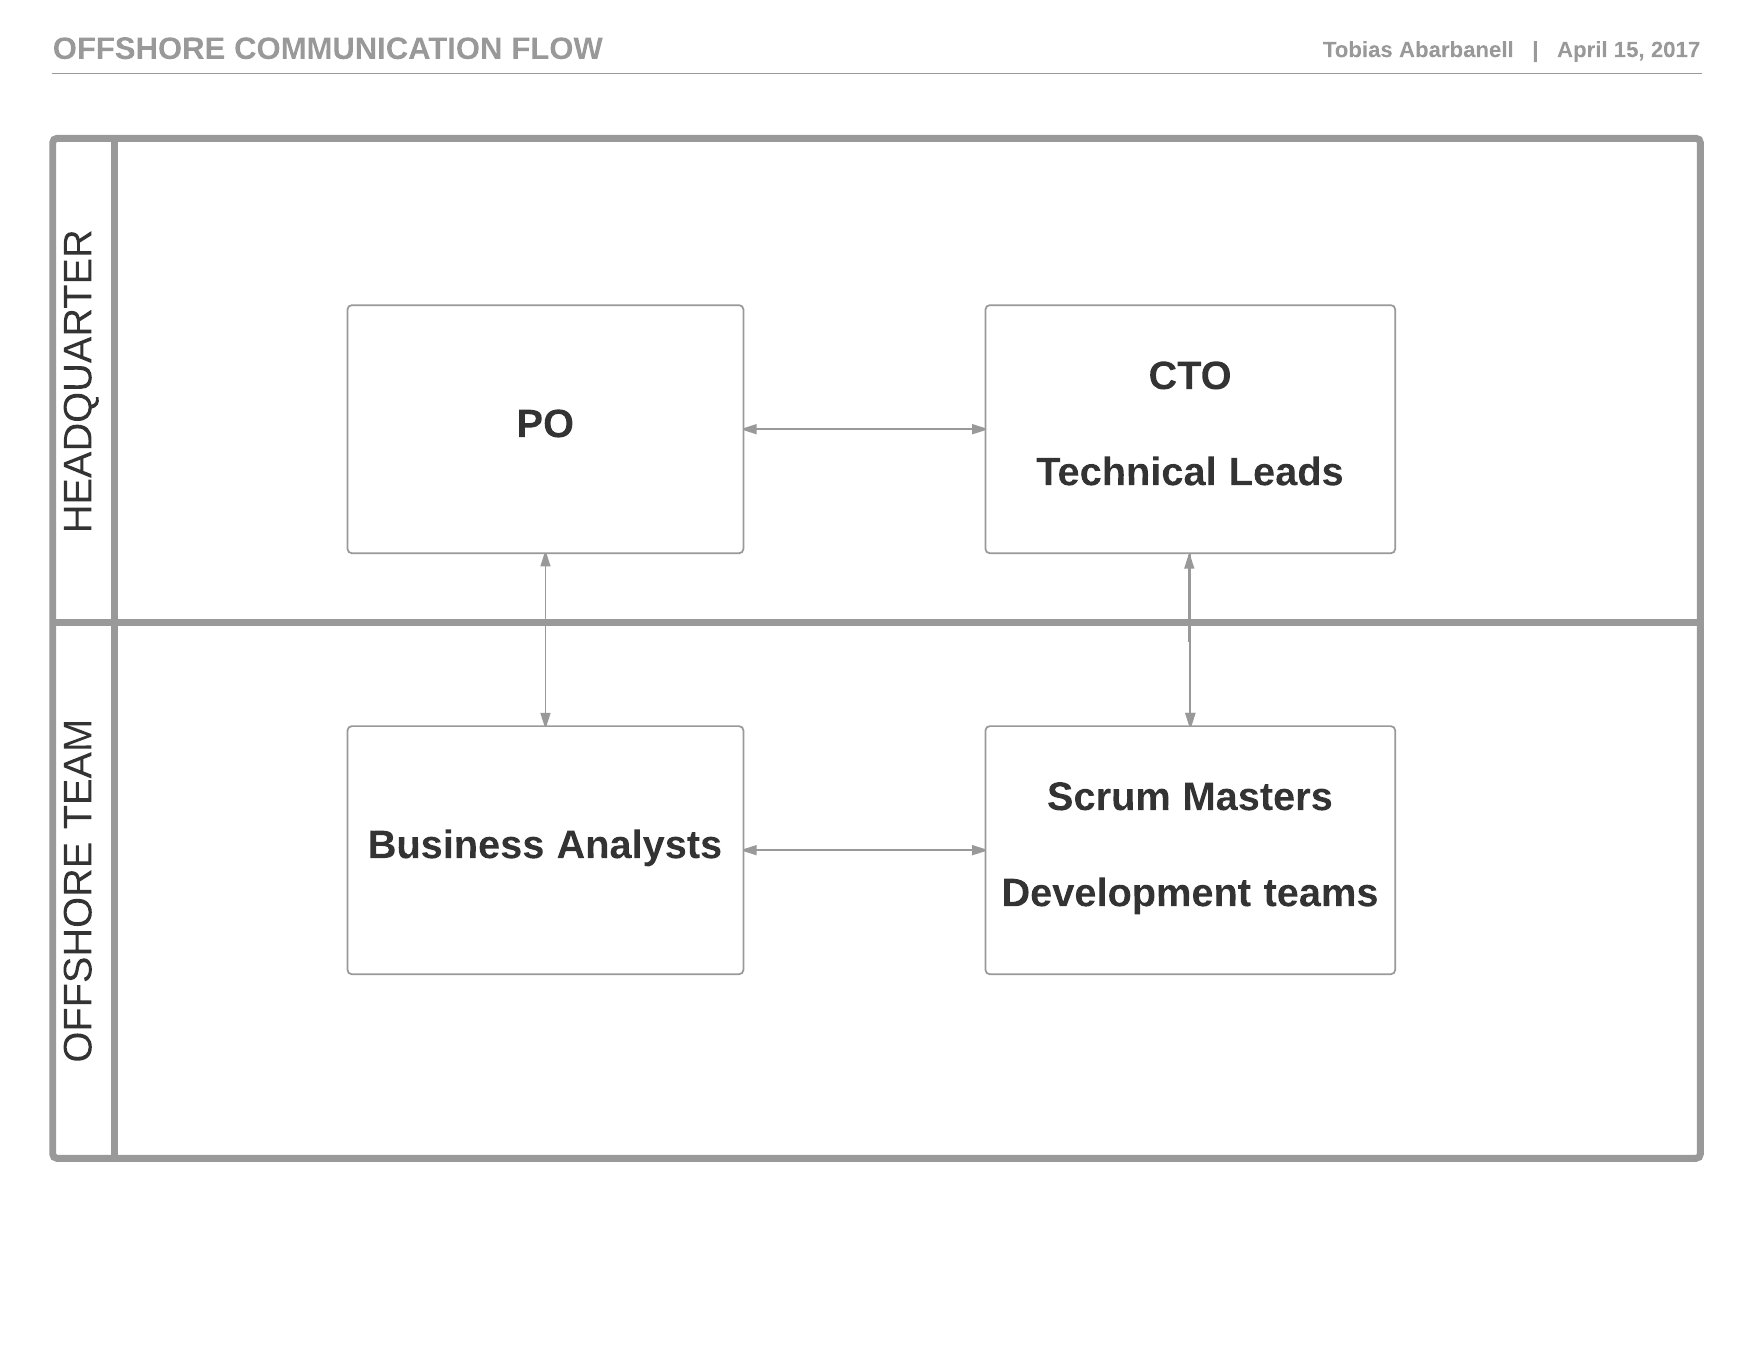 OFFSHORE COMMUNICATION FLOW
Tobias Abarbanell | April 15, 2017
HEADQUARTER
PO
CTO
Technical Leads
OFFSHORE TEAM
Business Analysts
Scrum Masters
Development teams